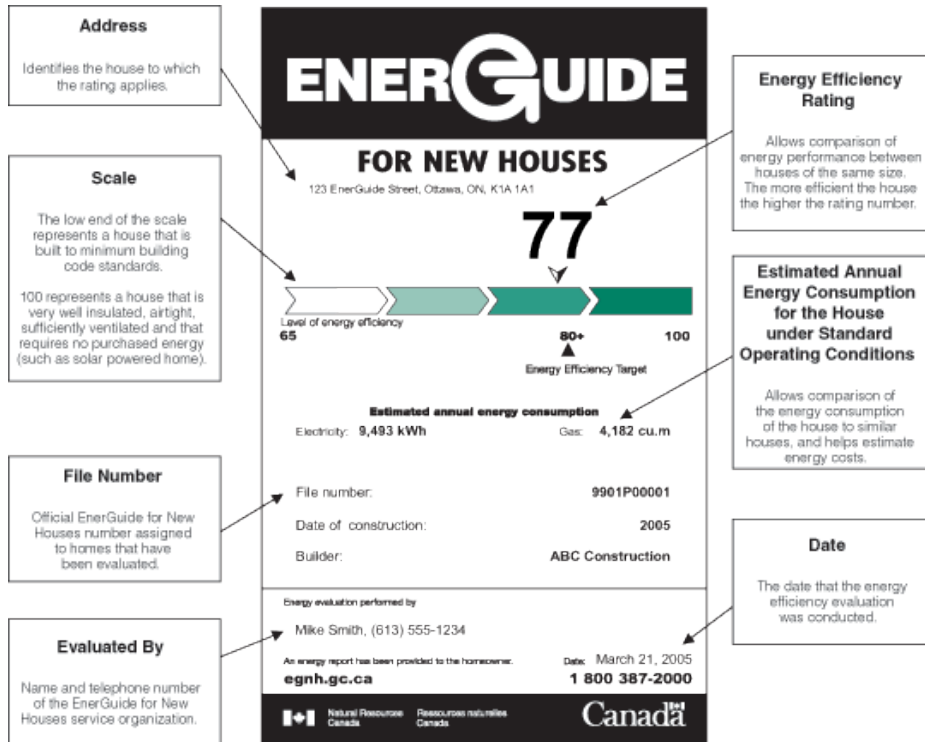 Address
Identifies the house to which
the rating applies.
Scale
The low end of the scale
represents a house that is
built to minimum building
code standards.
100 represents a house that is
very well insulated, airtight,
sufficiently ventilated and that
requires no purchased energy
(such as solar powered home).
File Number
Official EnerGuide for New
Houses number assigned
to homes that have
been evaluated.
Evaluated By
Name and telephone number
of the EnerGuide for New
Houses service organization.
ENERGUIDE
FOR NEW HOUSES
123 EnerGuide Street, Ottawa, ON, K1A 1A1
77
Level of energy efficiency
65 80+ 100
Energy Efficiency Target
Estimated annual energy consumption
Electricity: 9,493 kWh Gas: 4,182 cu.m
File number: 9901P00001
Date of construction: 2005
Builder: ABC Construction
Energy evaluation performed by
Mike Smith, (613) 555-1234
An energy report has been provided to the homeowner. Date: March 21, 2005
egnh.gc.ca 1 800 387-2000
Natural Resources Ressources naturelles
Canada Canada
Canada
Energy Efficiency
Rating
Allows comparison of
energy performance between
houses of the same size.
The more efficient the house
the higher the rating number.
Estimated Annual
Energy Consumption
for the House
under Standard
Operating Conditions
Allows comparison of
the energy consumption
of the house to similar
houses, and helps estimate
energy costs.
Date
The date that the energy
efficiency evaluation
was conducted.